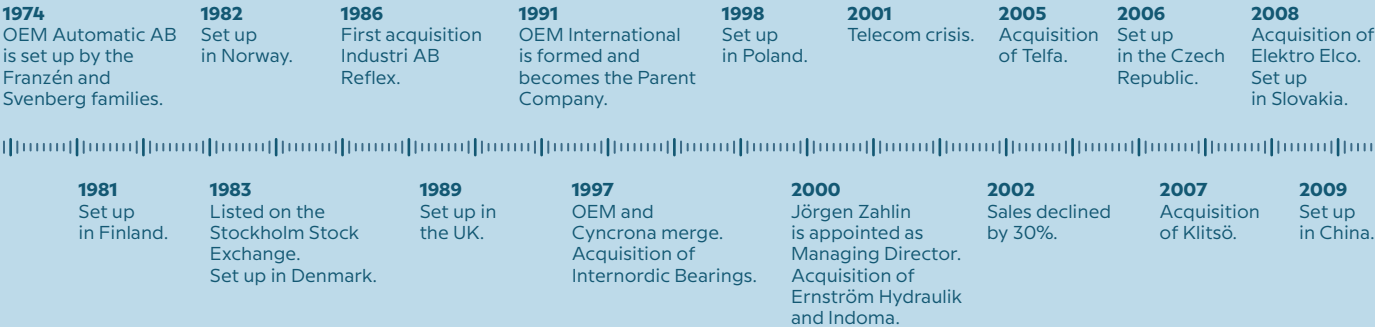 1974
OEM Automatic AB
is set up by the
Franzén and
Svenberg families.
1982
Set up
in Norway.
1986
First acquisition
Industri AB
Reflex.
1991
OEM International
is formed and
becomes the Parent
Company.
1998
Set up
in Poland.
2001
Telecom crisis.
2005
Acquisition
of Telfa.
2006
Set up
in the Czech
Republic.
2008
Acquisition of
Elektro Elco.
Set up
in Slovakia.
1981
Set up
in Finland.
1983
Listed on the
Stockholm Stock
Exchange.
Set up in Denmark.
1989
Set up in
the UK.
1997
OEM and
Cyncrona merge.
Acquisition of
Internordic Bearings.
2000
Jörgen Zahlin
is appointed as
Managing Director.
Acquisition of
Ernström Hydraulik
and Indoma.
2002
Sales declined
by 30%.
2007
Acquisition
of Klitsö.
2009
Set up
in China.